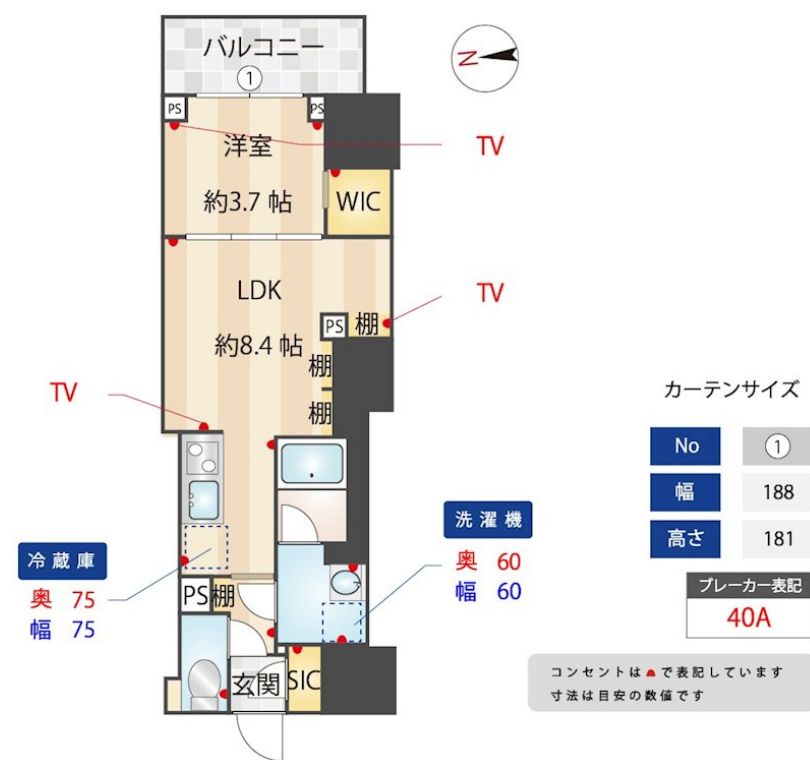 バルコニー
①
N
PS
PS
TV
洋室
約3.7 帖
WIC
LDK
TV
PS
棚
約8.4 帖
棚
TV
棚
カーテンサイズ
No ①
幅 188
高さ 181
洗濯機
奥 60
幅 60
冷蔵庫
奥 75
幅 75
PS
棚
ブレーカー表記
40A
玄関
SIC
コンセントは で表記しています
寸法は目安の数値です